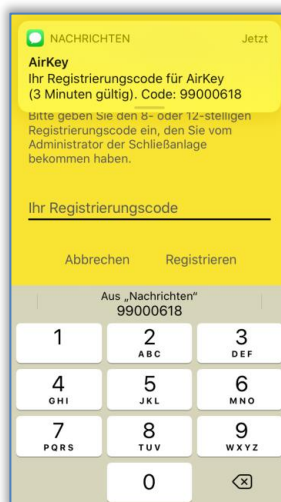 NACHRICHTEN Jetzt
AirKey
Ihr Registrierungscode für AirKey
(3 Minuten gültig). Code: 99000618
Bitte geben Sie den 8- oder 12-stelligen
Registrierungscode ein, den Sie vom
Administrator der Schließanlage
bekommen haben.
Ihr Registrierungscode
Abbrechen Registrieren
Aus „Nachrichten“
99000618
1 2 3
ABC DEF
4 5 6
GHI JKL MNO
7 8 9
PQRS TUV WXYZ
0